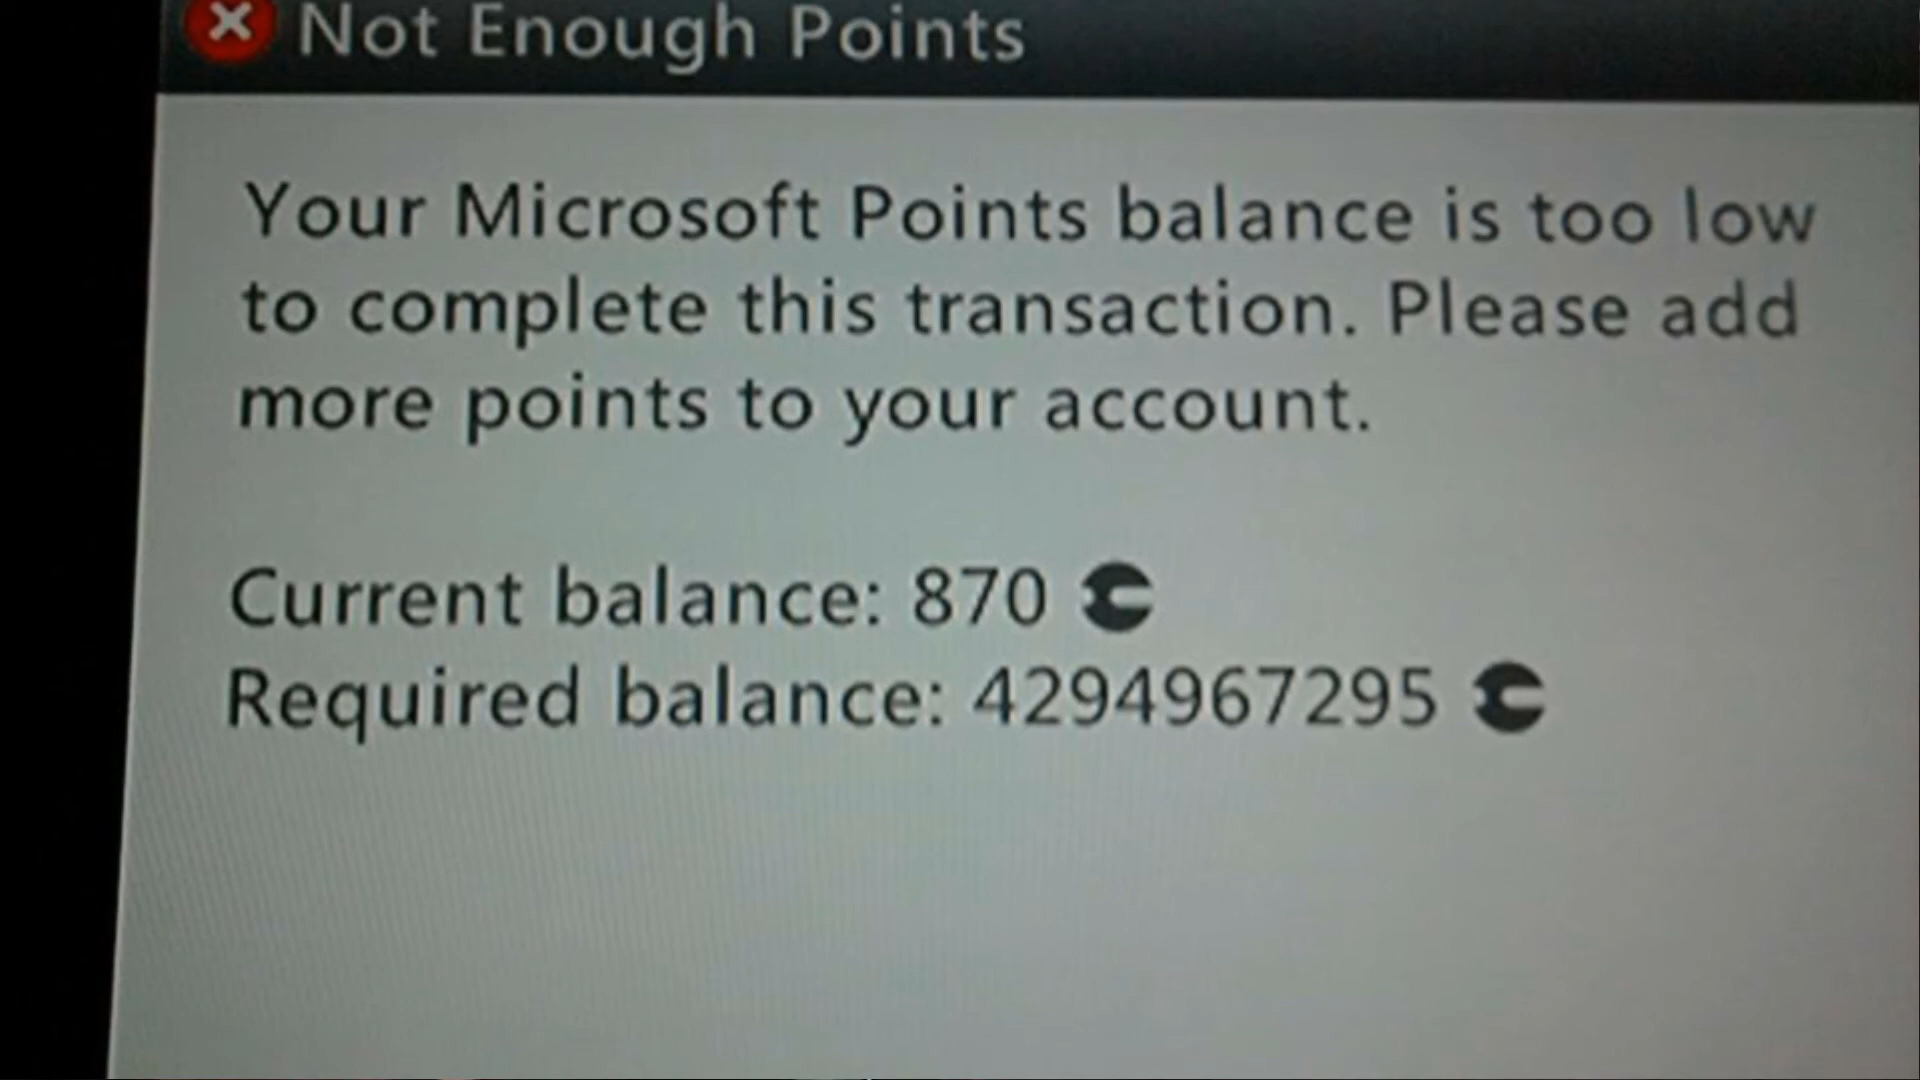 Not Enough Points
Your Microsoft Points balance is too low
to complete this transaction. Please add
more points to your account.
Current balance: 870
Required balance: 4294967295